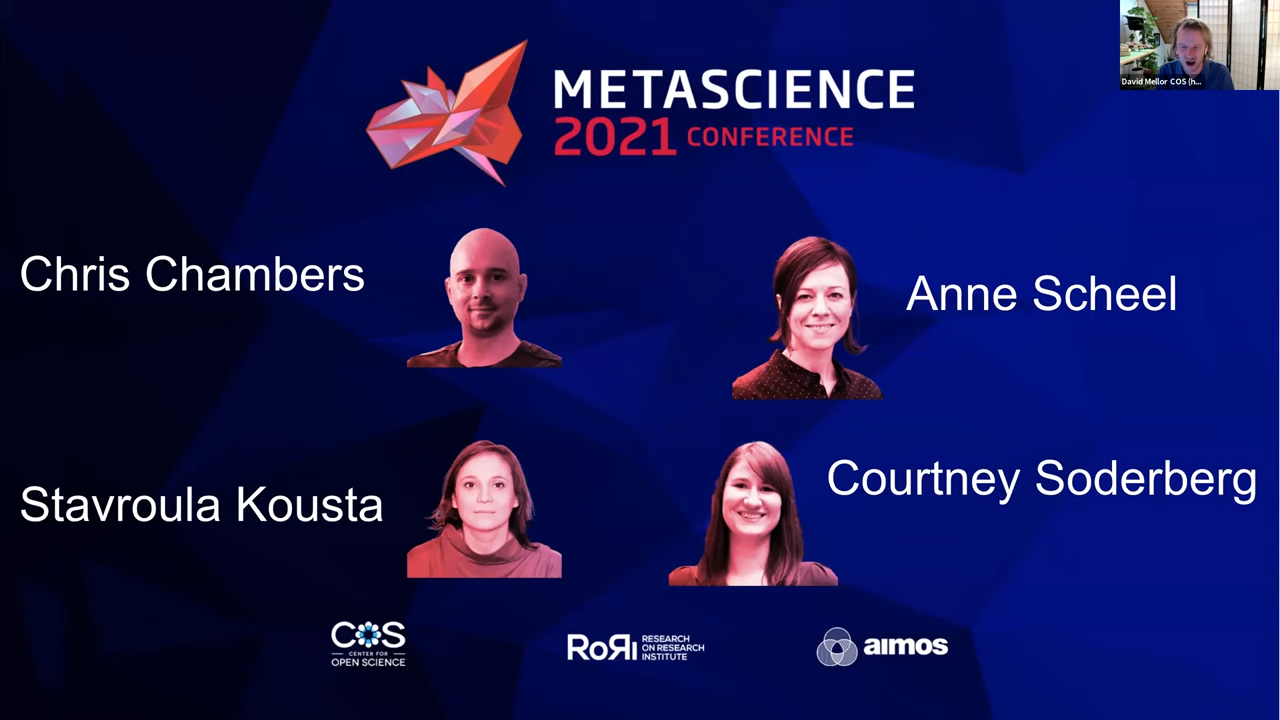 METASCIENCE
2021 CONFERENCE
David Mellor COS (h...
Chris Chambers
Anne Scheel
Stavroula Kousta
Courtney Soderberg
COS
CENTER FOR
OPEN SCIENCE
RoRI
RESEARCH
ON RESEARCH
INSTITUTE
aimos